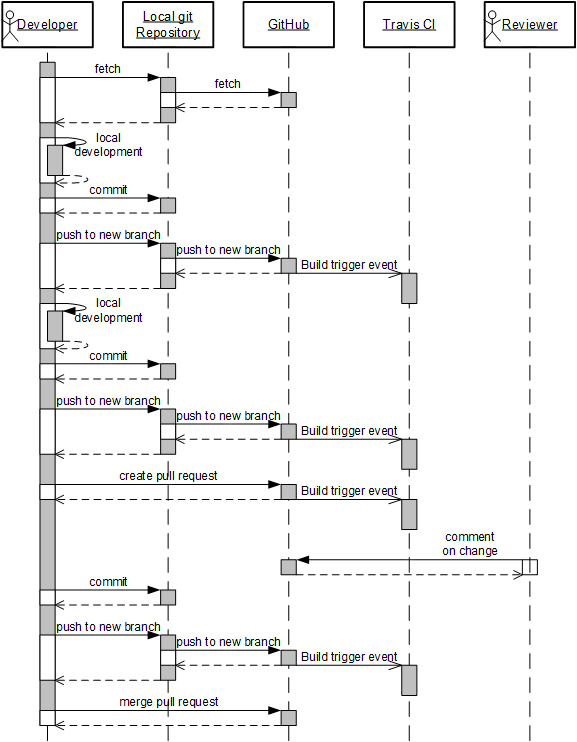 Developer
Local git
Repository
GitHub
Travis CI
Reviewer
fetch
fetch
local
development
commit
push to new branch
push to new branch
Build trigger event
local
development
commit
push to new branch
push to new branch
Build trigger event
create pull request
Build trigger event
comment
on change
commit
push to new branch
push to new branch
Build trigger event
merge pull request